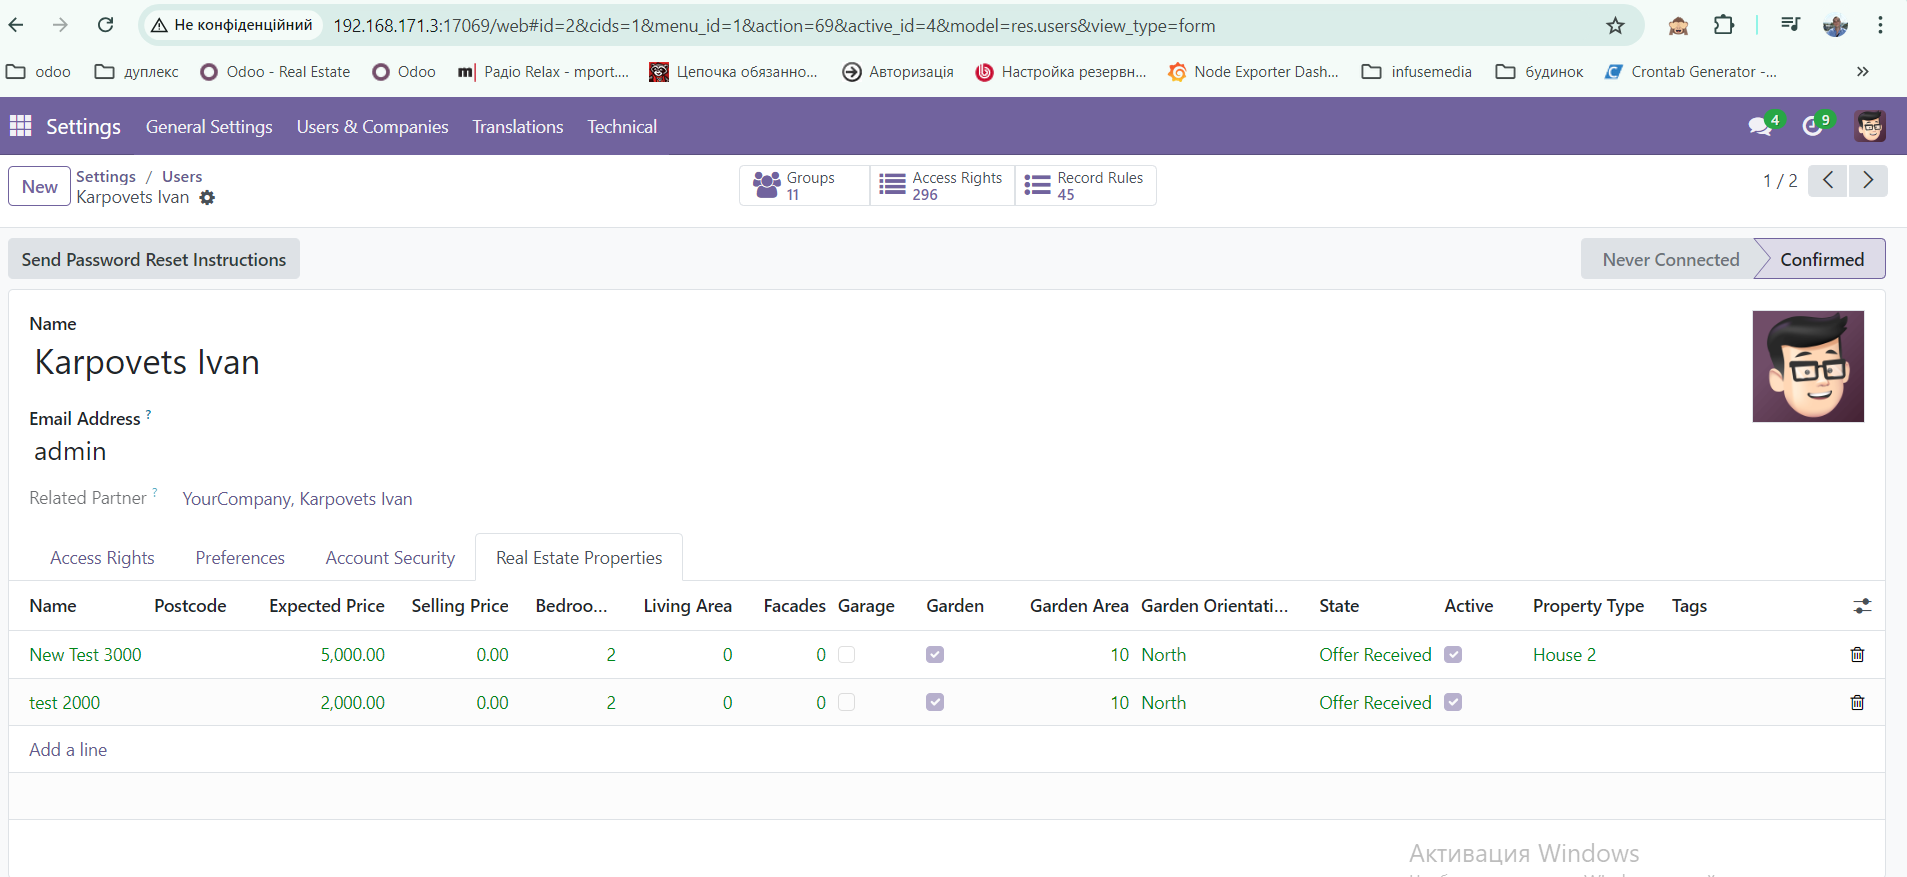 Не конфіденційний 192.168.171.3:17069/web#id=2&cids=1&menu_id=1&action=69&active_id=4&model=res.users&view_type=form
odoo дуплекс Odoo - Real Estate Odoo Радіо Relax - mport.... Цепочка обязанно... Авторизація Настройка резервн... Node Exporter Dash... infusemedia будинок Crontab Generator -...
Settings General Settings Users & Companies Translations Technical 4 9
New Settings / Users
Karpovets Ivan
Groups 11 Access Rights 296 Record Rules 45
1 / 2
Send Password Reset Instructions Never Connected Confirmed
Name
Karpovets Ivan
Email Address ?
admin
Related Partner ? YourCompany, Karpovets Ivan
Access Rights Preferences Account Security Real Estate Properties
Name Postcode Expected Price Selling Price Bedroo... Living Area Facades Garage Garden Garden Area Garden Orientati... State Active Property Type Tags
New Test 3000 5,000.00 0.00 2 0 0 10 North Offer Received House 2
test 2000 2,000.00 0.00 2 0 0 10 North Offer Received
Add a line
Активация Windows